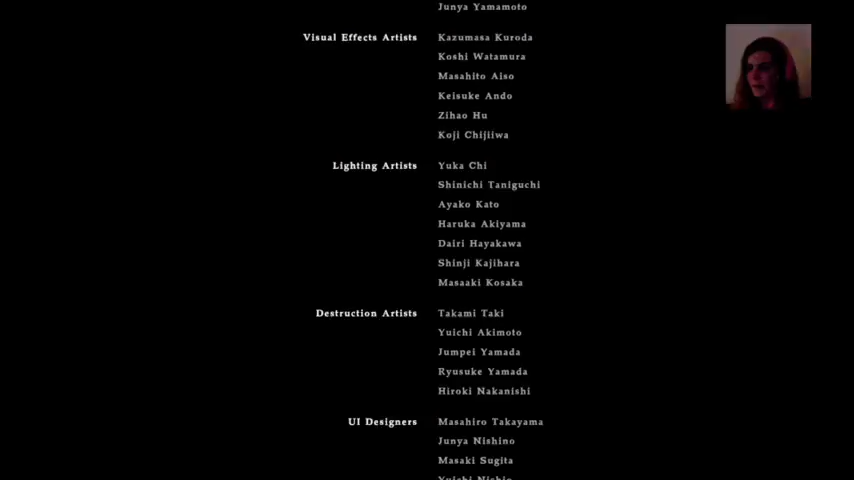 Junya Yamamoto
Visual Effects Artists Kazumasa Kuroda
Koshi Watamura
Masahito Aiso
Keisuke Ando
Zihao Hu
Koji Chijiiwa
Lighting Artists Yuka Chi
Shinichi Taniguchi
Ayako Kato
Haruka Akiyama
Dairi Hayakawa
Shinji Kajihara
Masaaki Kosaka
Destruction Artists Takami Taki
Yuichi Akimoto
Jumpei Yamada
Ryusuke Yamada
Hiroki Nakanishi
UI Designers Masahiro Takayama
Junya Nishino
Masaki Sugita